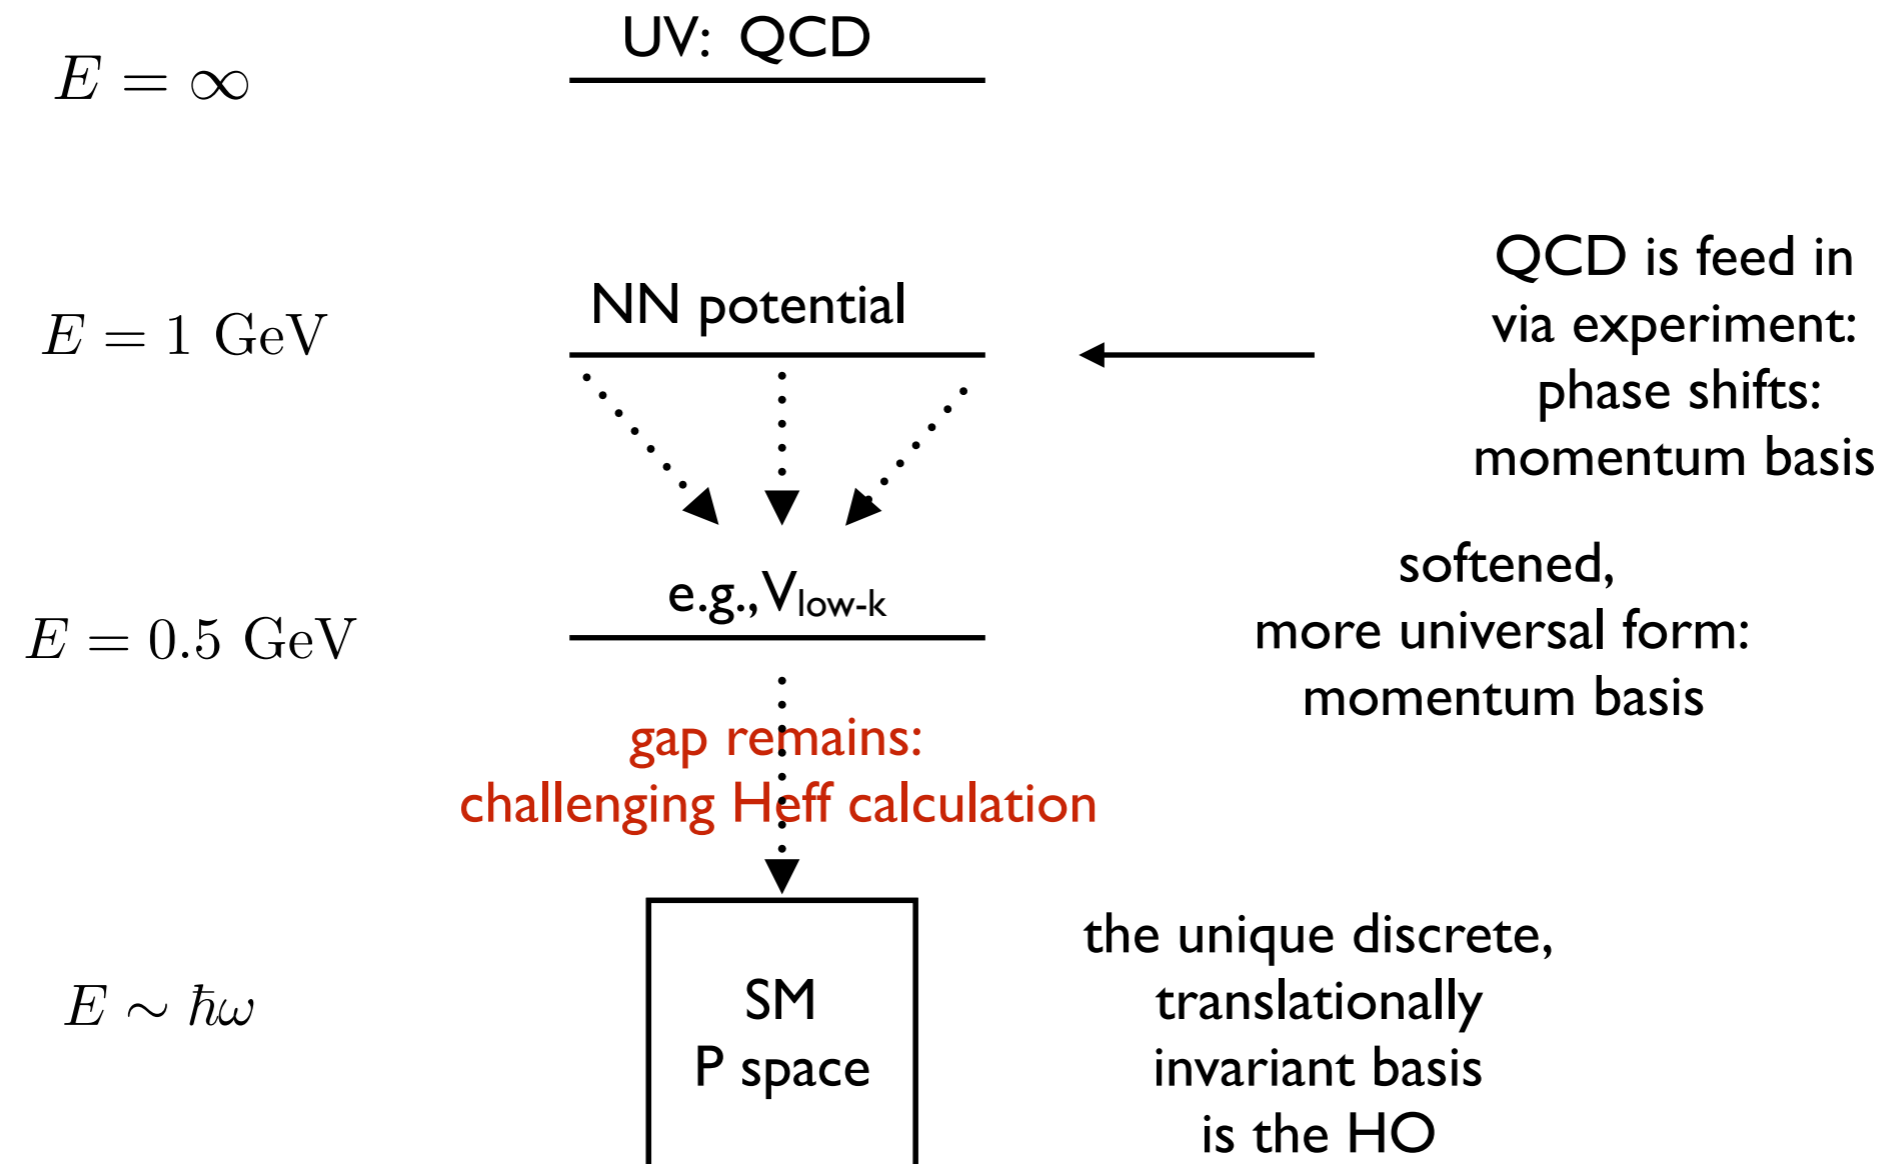 UV: QCD
E = ∞
NN potential
E = 1 GeV
QCD is feed in
via experiment:
phase shifts:
momentum basis
e.g., Vlow-k
E = 0.5 GeV
softened,
more universal form:
momentum basis
gap remains:
challenging Heff calculation
E ∼ ℏω
SM
P space
the unique discrete,
translationally
invariant basis
is the HO